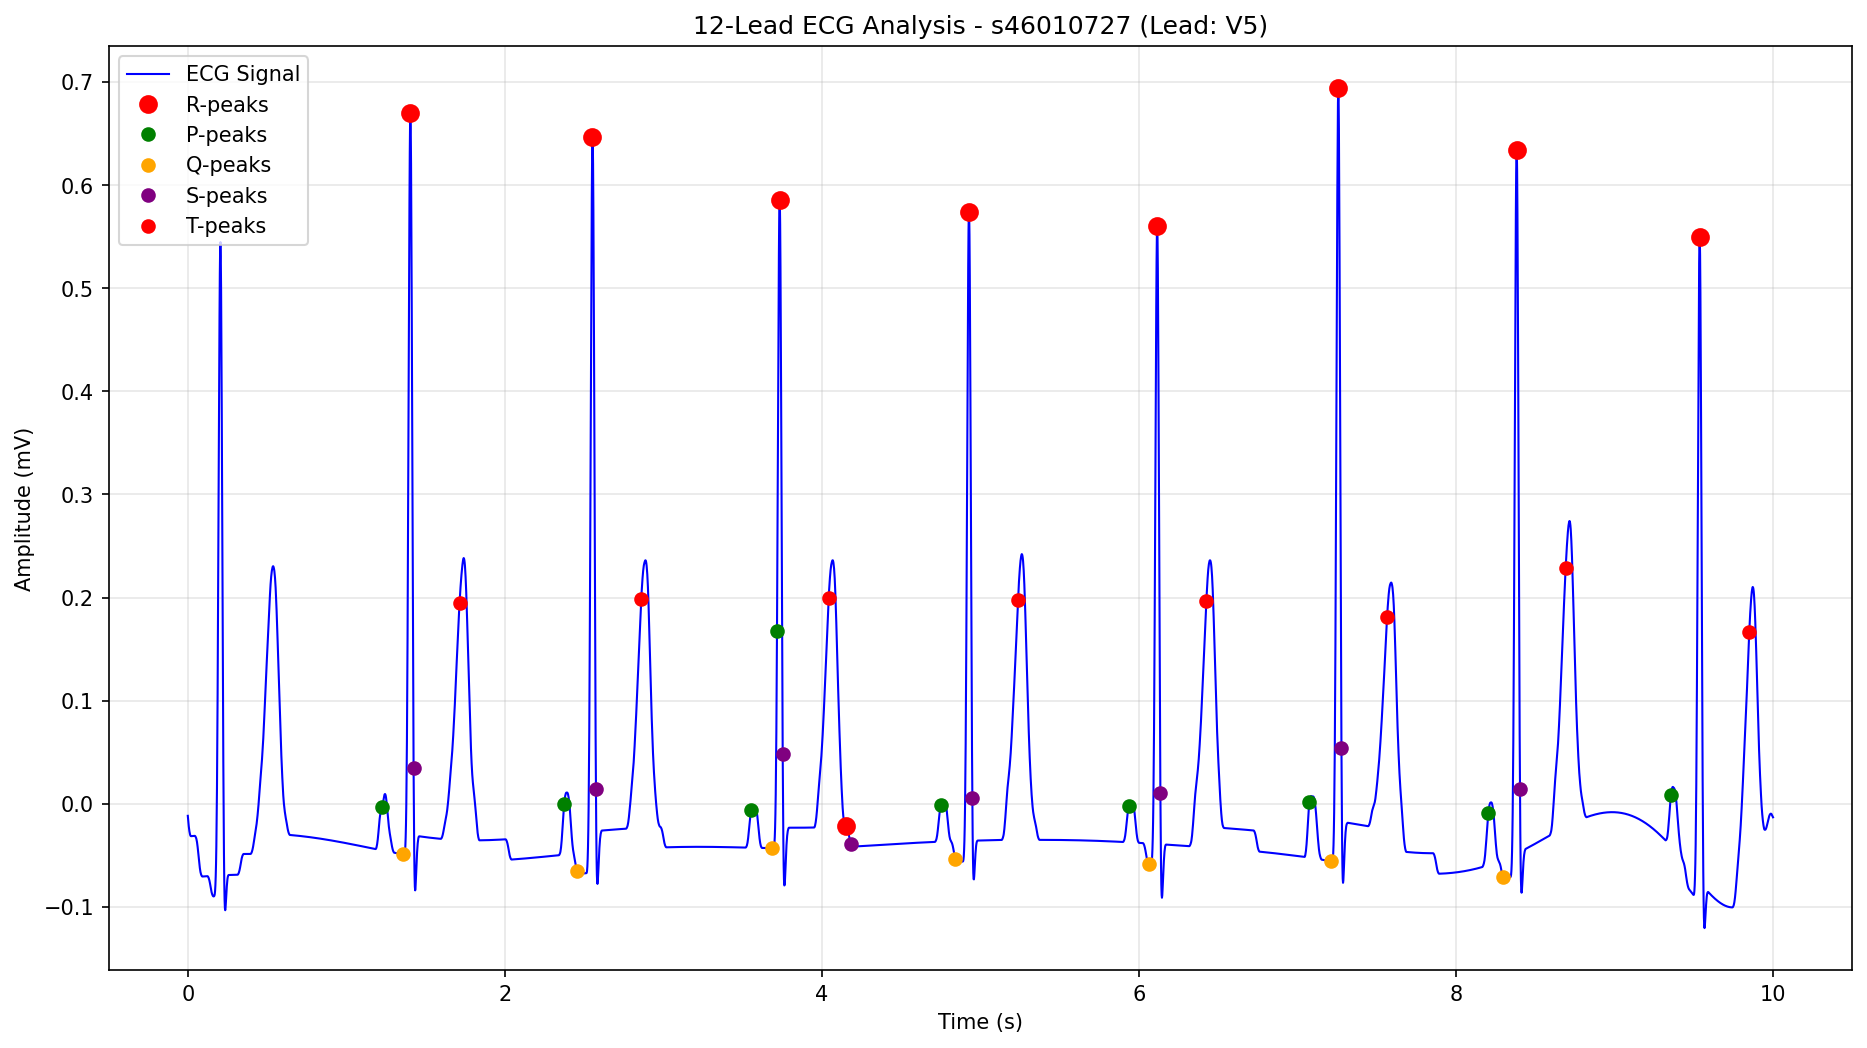 12-Lead ECG Analysis - s46010727 (Lead: V5)
ECG Signal
R-peaks
P-peaks
Q-peaks
S-peaks
T-peaks
0.7
0.6
0.5
0.4
0.3
0.2
0.1
0.0
−0.1
Amplitude (mV)
0 2 4 6 8 10
Time (s)